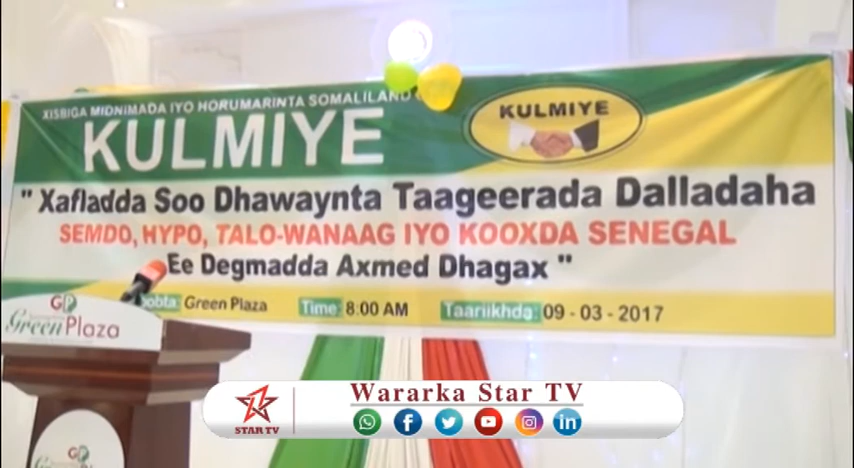 XISBIGA MIDNIMADA IYO HORUMARINTA SOMALILAND
KULMIYE
KULMIYE
" Xafladda Soo Dhawaynta Taageerada Dalladaha
SEMDO, HYPO, TALO-WANAAG IYO KOOXDA SENEGAL
Ee Degmadda Axmed Dhagax "
Green Plaza Time: 8:00 AM Taariikhda: 09 - 03 - 2017
GP
Green Plaza
GP
Wararka Star TV
STAR TV